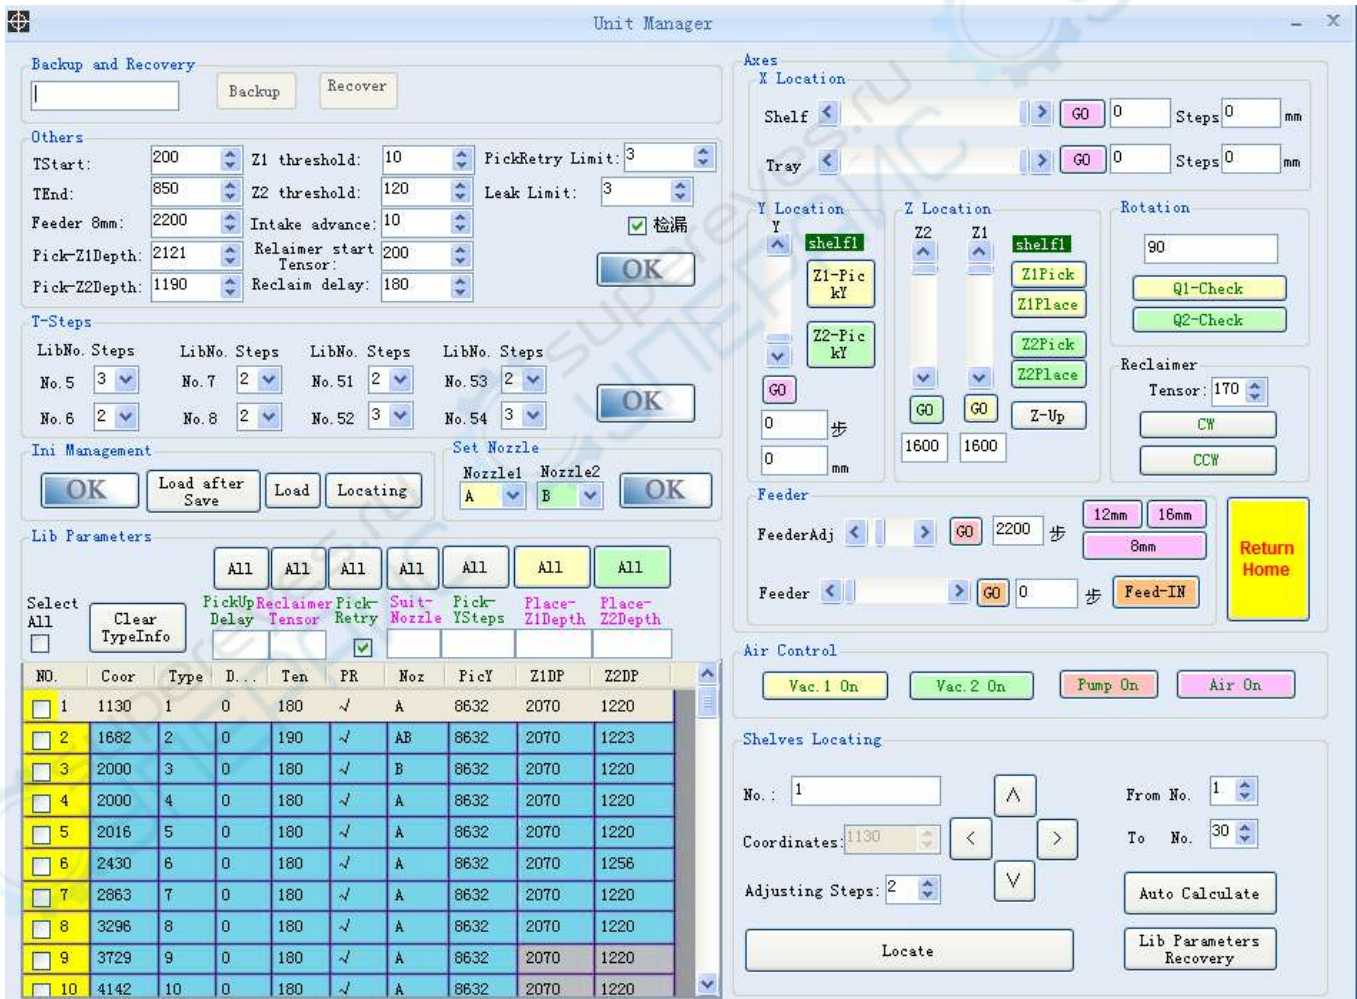 Unit Manager
Backup and Recovery
Backup Recover
Others
TStart: 200 Z1 threshold: 10 PickRetry Limit: 3
TEnd: 850 Z2 threshold: 120 Leak Limit: 3
Feeder 8mm: 2200 Intake advance: 10 检漏
Pick-Z1Depth: 2121 Relaimer start Tensor: 200 OK
Pick-Z2Depth: 1190 Reclaim delay: 180
T-Steps
LibNo. Steps LibNo. Steps LibNo. Steps LibNo. Steps
No.5 3 No.7 2 No.51 2 No.53 2
No.6 2 No.8 2 No.52 3 No.54 3
OK
Ini Management
OK Load after Save Load Locating
Set Nozzle
Nozzle1 Nozzle2
A B OK
Lib Parameters
All All All All All All All
Select All
Clear TypeInfo
PickUp Delay Reclaimer Tensor Pick-Retry Suit-Nozzle Pick-YSteps Place-Z1Depth Place-Z2Depth
NO. Coor Type D... Ten PR Noz PicY Z1DP Z2DP
1 1130 1 0 180 √ A 8632 2070 1220
2 1682 2 0 190 √ AB 8632 2070 1223
3 2000 3 0 180 √ B 8632 2070 1220
4 2000 4 0 180 √ A 8632 2070 1220
5 2016 5 0 180 √ A 8632 2070 1220
6 2430 6 0 180 √ A 8632 2070 1256
7 2863 7 0 180 √ A 8632 2070 1220
8 3296 8 0 180 √ A 8632 2070 1220
9 3729 9 0 180 √ A 8632 2070 1220
10 4142 10 0 180 √ A 8632 2070 1220
Axes
X Location
Shelf GO 0 Steps 0 mm
Tray GO 0 Steps 0 mm
Y Location
Y
shelf1
Z1-Pic
kY
Z2-Pic
kY
GO
0 步
0 mm
Z Location
Z2 Z1
shelf1
Z1Pick
Z1Place
Z2Pick
Z2Place
GO GO Z-Up
1600 1600
Rotation
90
Q1-Check
Q2-Check
Reclaimer
Tensor: 170
CW
CCW
Feeder
FeederAdj GO 2200 步 12mm 16mm
8mm
Feeder GO 0 步 Feed-IN
Return
Home
Air Control
Vac.1 On Vac.2 On Pump On Air On
Shelves Locating
No.: 1
Coordinates: 1130
Adjusting Steps: 2
Locate
From No. 1
To No. 30
Auto Calculate
Lib Parameters
Recovery
supereyes.ru
СУПЕРАЙС